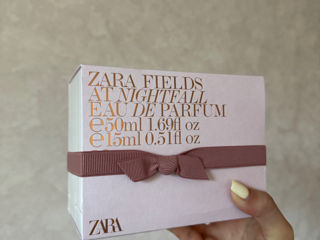 ZARA FIELDS
AT NIGHTFALL
EAU DE PARFUM
℮50ml 1.69fl oz
℮15ml 0.51fl oz
ZARA